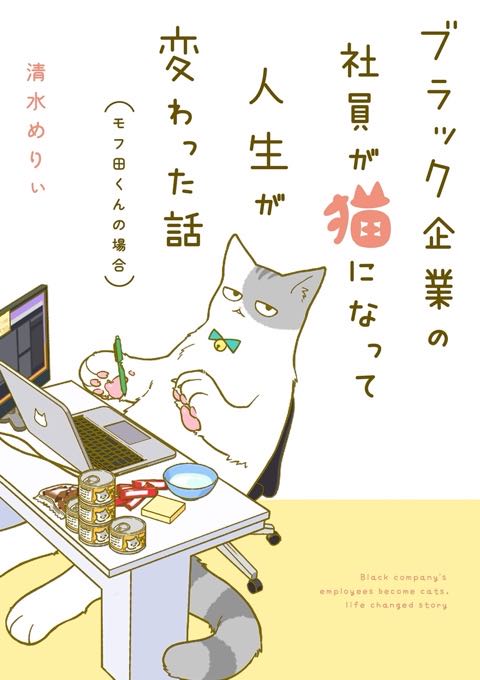 ブラック企業の
社員が猫になって
人生が
変わった話
(モフ田くんの場合)
清水めりぃ
Black company's
employees become cats,
life changed story